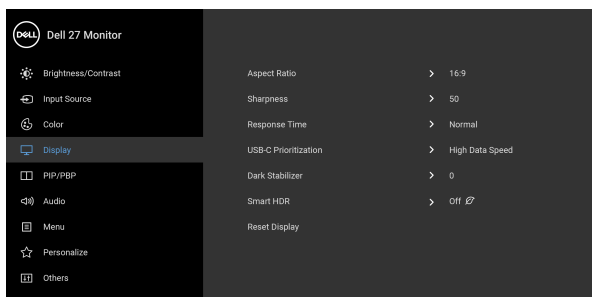 DELL Dell 27 Monitor
Brightness/Contrast
Input Source
Color
Display
PIP/PBP
Audio
Menu
Personalize
Others
Aspect Ratio > 16:9
Sharpness > 50
Response Time > Normal
USB-C Prioritization > High Data Speed
Dark Stabilizer > 0
Smart HDR > Off
Reset Display